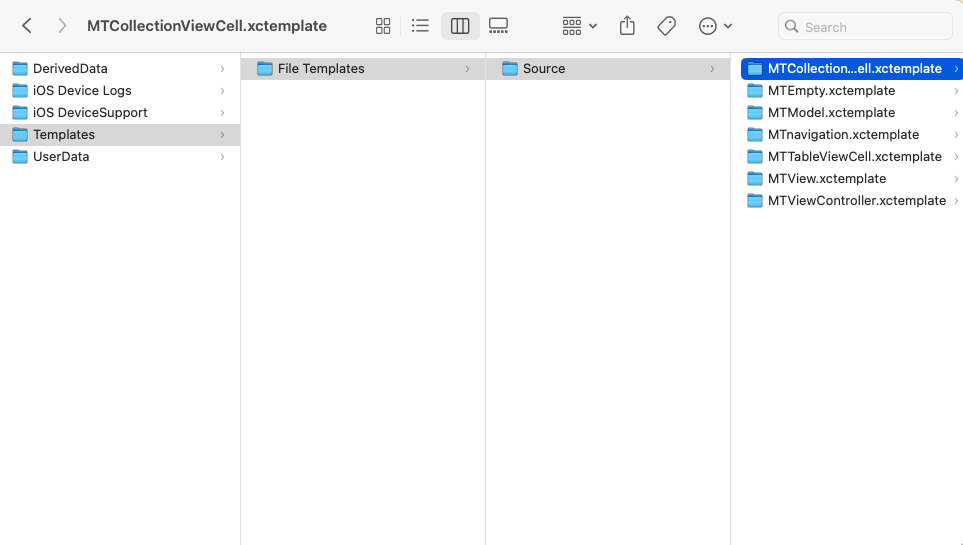 MTCollectionViewCell.xctemplate
Search
DerivedData
iOS Device Logs
iOS DeviceSupport
Templates
UserData
File Templates
Source
MTCollection...ell.xctemplate
MTEmpty.xctemplate
MTModel.xctemplate
MTnavigation.xctemplate
MTTableViewCell.xctemplate
MTView.xctemplate
MTViewController.xctemplate